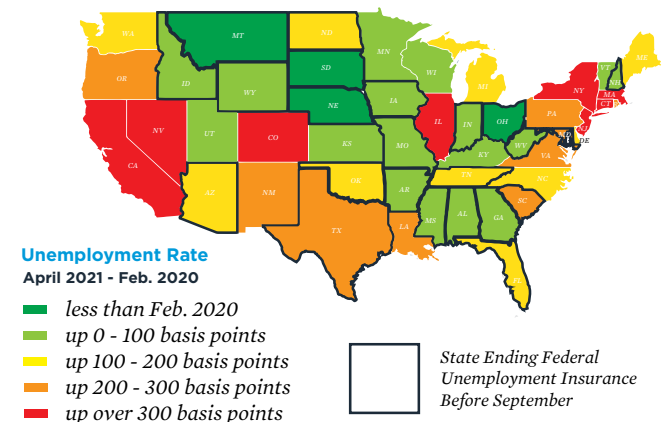 WA
MT
ND
MN
ME
OR
ID
SD
WI
VT
NH
WY
MI
NY
MA
CT
NE
IA
PA
NJ
NV
UT
CO
IL
IN
OH
MD
DE
CA
KS
MO
WV
VA
KY
AZ
NM
OK
AR
TN
NC
SC
TX
LA
MS
AL
GA
FL
Unemployment Rate
April 2021 - Feb. 2020
less than Feb. 2020
up 0 - 100 basis points
up 100 - 200 basis points
up 200 - 300 basis points
up over 300 basis points
State Ending Federal
Unemployment Insurance
Before September